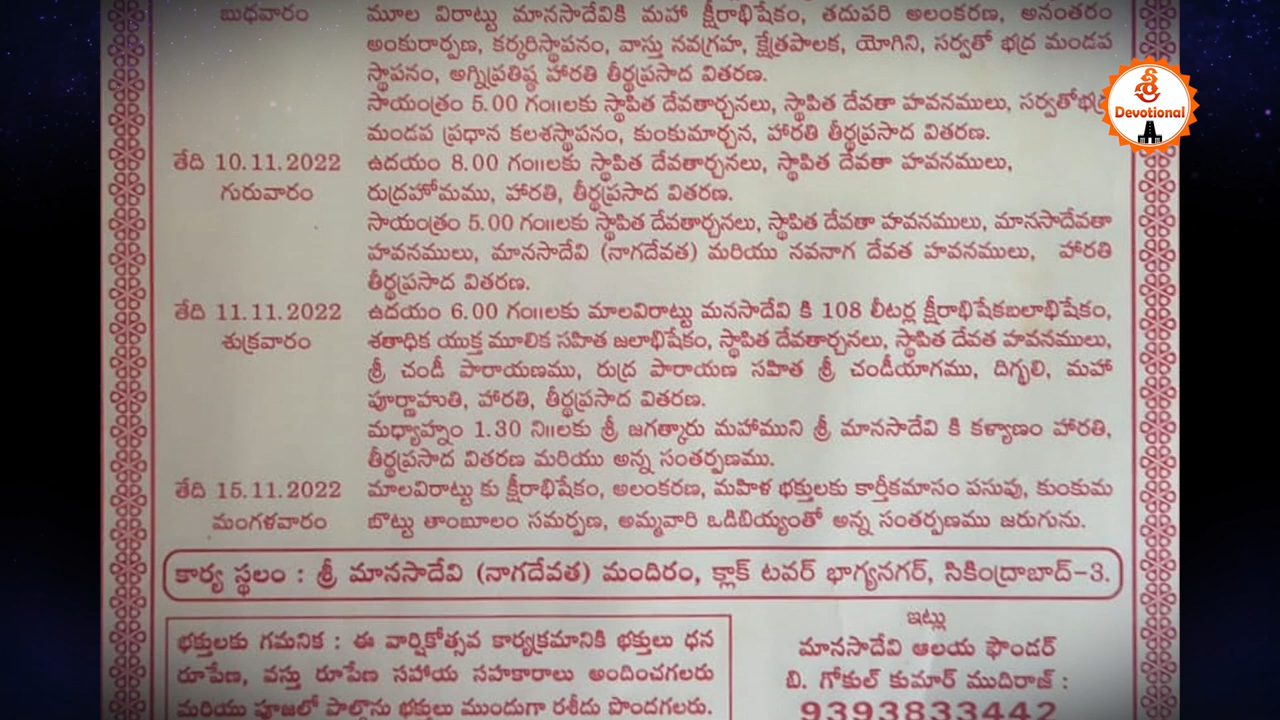 బుధవారం మూల విరాట్టు మానసాదేవికి మహా క్షీరాభిషేకం, తదుపరి అలంకరణ, అనంతరం
అంకురార్పణ, కర్కరిస్థాపనం, వాస్తు నవగ్రహ, క్షేత్రపాలక, యోగిని, సర్వతో భద్ర మండప
స్థాపనం, అగ్నిప్రతిష్ఠ హారతి తీర్థప్రసాద వితరణ.
సాయంత్రం 5.00 గం॥లకు స్థాపిత దేవతార్చనలు, స్థాపిత దేవతా హవనములు, సర్వతోభద్ర
మండప ప్రధాన కలశస్థాపనం, కుంకుమార్చన, హారతి తీర్థప్రసాద వితరణ.
తేది 10.11.2022 ఉదయం 8.00 గం॥లకు స్థాపిత దేవతార్చనలు, స్థాపిత దేవతా హవనములు,
గురువారం రుద్రహోమము, హారతి, తీర్థప్రసాద వితరణ.
సాయంత్రం 5.00 గం॥లకు స్థాపిత దేవతార్చనలు, స్థాపిత దేవతా హవనములు, మానసాదేవతా
హవనములు, మానసాదేవి (నాగదేవత) మరియు నవనాగ దేవత హవనములు, హారతి
తీర్థప్రసాద వితరణ.
తేది 11.11.2022 ఉదయం 6.00 గం॥లకు మాలవిరాట్టు మనసాదేవి కి 108 లీటర్ల క్షీరాభిషేకబలాభిషేకం,
శుక్రవారం శతాధిక యుక్త మూలిక సహిత జలాభిషేకం, స్థాపిత దేవతార్చనలు, స్థాపిత దేవత హవనములు,
శ్రీ చండీ పారాయణము, రుద్ర పారాయణ సహిత శ్రీ చండీయాగము, దిగ్బలి, మహా
పూర్ణాహుతి, హారతి, తీర్థప్రసాద వితరణ.
మధ్యాహ్నం 1.30 ని॥లకు శ్రీ జగత్కారు మహాముని శ్రీ మానసాదేవి కి కళ్యాణం హారతి,
తీర్థప్రసాద వితరణ మరియు అన్న సంతర్పణము.
తేది 15.11.2022 మాలవిరాట్టు కు క్షీరాభిషేకం, అలంకరణ, మహిళ భక్తులకు కార్తీకమాసం పసువు, కుంకుమ
మంగళవారం బొట్టు తాంబూలం సమర్పణ, అమ్మవారి ఒడిబియ్యంతో అన్న సంతర్పణము జరుగును.
కార్య స్థలం : శ్రీ మానసాదేవి (నాగదేవత) మందిరం, క్లాక్ టవర్ భాగ్యనగర్, సికింద్రాబాద్-3.
భక్తులకు గమనిక : ఈ వార్షికోత్సవ కార్యక్రమానికి భక్తులు ధన
రూపేణ, వస్తు రూపేణ సహాయ సహకారాలు అందించగలరు
మరియు పూజలో పాల్గొను భక్తులు ముందుగా రశీదు పొందగలరు.
ఇట్లు
మానసాదేవి ఆలయ ఫౌండర్
బి. గోకుల్ కుమార్ ముదిరాజ్ :
9393833442
శ్రీ
Devotional